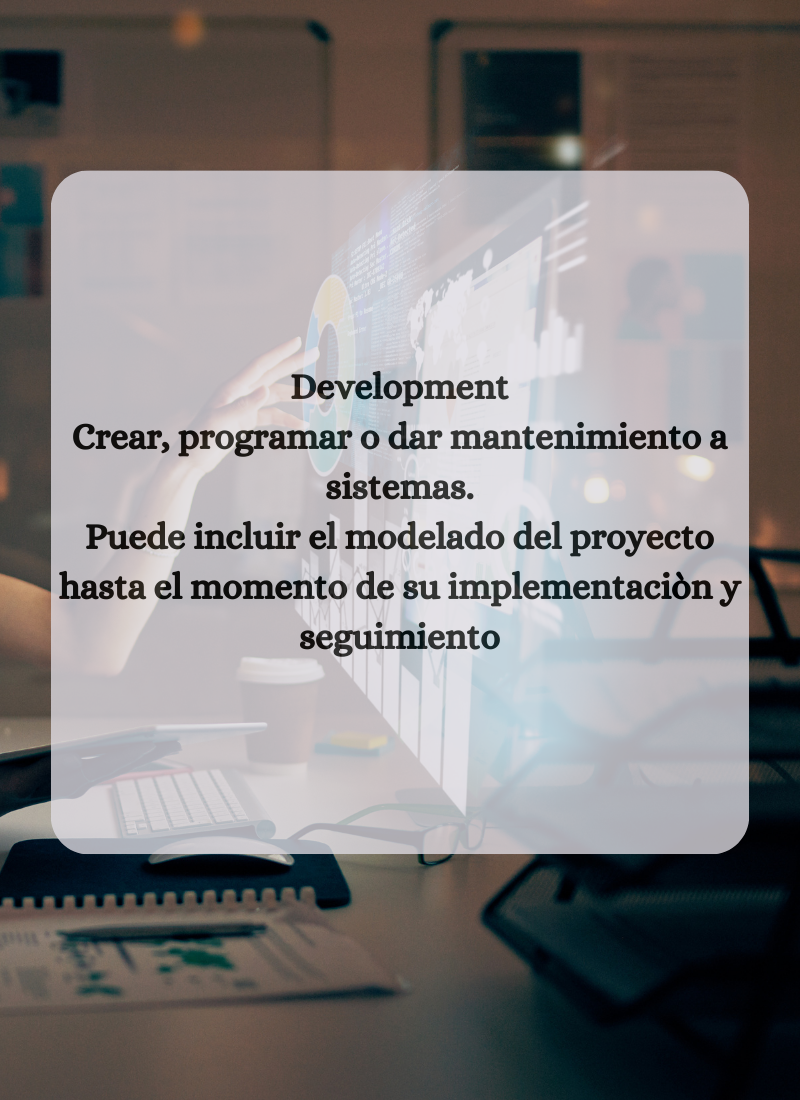 Development
Crear, programar o dar mantenimiento a
sistemas.
Puede incluir el modelado del proyecto
hasta el momento de su implementaciòn y
seguimiento